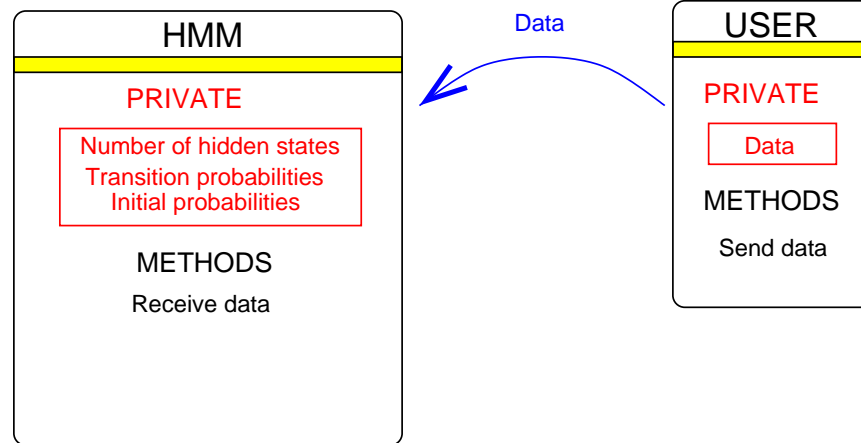 HMM
PRIVATE
Number of hidden states
Transition probabilities
Initial probabilities
METHODS
Receive data
Data
USER
PRIVATE
Data
METHODS
Send data